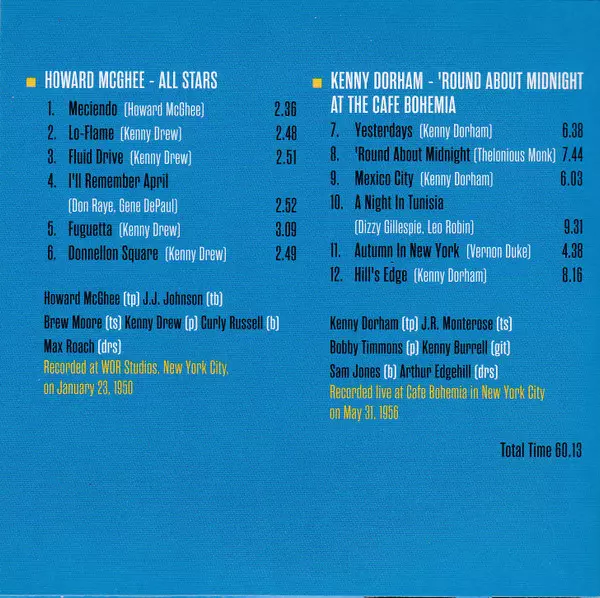 HOWARD MCGHEE - ALL STARS
1. Meciendo (Howard McGhee) 2.36
2. Lo-Flame (Kenny Drew) 2.48
3. Fluid Drive (Kenny Drew) 2.51
4. I'll Remember April
(Don Raye, Gene DePaul) 2.52
5. Fuguetta (Kenny Drew) 3.09
6. Donnellon Square (Kenny Drew) 2.49
Howard McGhee (tp) J.J. Johnson (tb)
Brew Moore (ts) Kenny Drew (p) Curly Russell (b)
Max Roach (drs)
Recorded at WOR Studios, New York City,
on January 23, 1950
KENNY DORHAM - 'ROUND ABOUT MIDNIGHT
AT THE CAFE BOHEMIA
7. Yesterdays (Kenny Dorham) 6.38
8. 'Round About Midnight (Thelonious Monk) 7.44
9. Mexico City (Kenny Dorham) 6.03
10. A Night In Tunisia
(Dizzy Gillespie, Leo Robin) 9.31
11. Autumn In New York (Vernon Duke) 4.38
12. Hill's Edge (Kenny Dorham) 8.16
Kenny Dorham (tp) J.R. Monterose (ts)
Bobby Timmons (p) Kenny Burrell (git)
Sam Jones (b) Arthur Edgehill (drs)
Recorded live at Cafe Bohemia in New York City
on May 31, 1956
Total Time 60.13